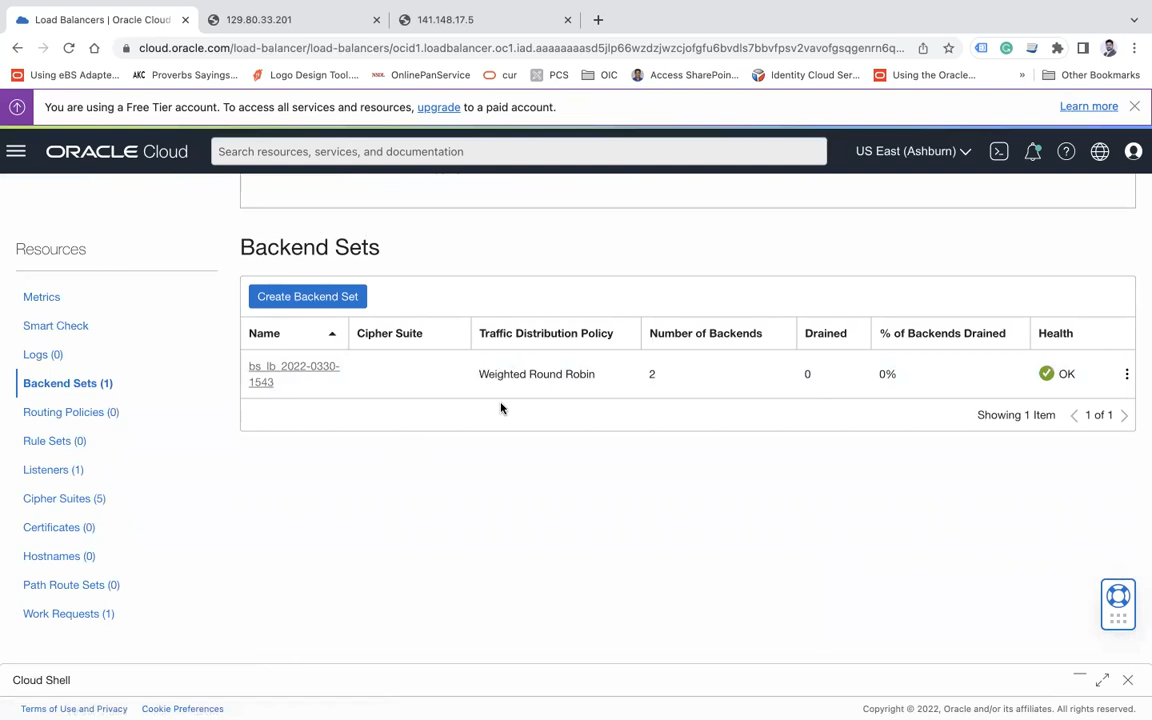 Load Balancers | Oracle Cloud
129.80.33.201
141.148.17.5
cloud.oracle.com/load-balancer/load-balancers/ocid1.loadbalancer.oc1.iad.aaaaaaaasd5jlp66wzdzjwzcjofgfu6bvdls7bbvfpsv2vavofgsqgenrn6q...
Using eBS Adapte...
AKC Proverbs Sayings...
Logo Design Tool....
OnlinePanService
cur
PCS
OIC
Access SharePoin...
Identity Cloud Ser...
Using the Oracle...
»
Other Bookmarks
You are using a Free Tier account. To access all services and resources, upgrade to a paid account.
Learn more
ORACLE Cloud
Search resources, services, and documentation
US East (Ashburn)
Resources
Metrics
Smart Check
Logs (0)
Backend Sets (1)
Routing Policies (0)
Rule Sets (0)
Listeners (1)
Cipher Suites (5)
Certificates (0)
Hostnames (0)
Path Route Sets (0)
Work Requests (1)
Backend Sets
Create Backend Set
Name Cipher Suite Traffic Distribution Policy Number of Backends Drained % of Backends Drained Health
bs_lb_2022-0330-
1543
Weighted Round Robin 2 0 0% OK
Showing 1 Item 1 of 1
Cloud Shell
Terms of Use and Privacy Cookie Preferences
Copyright © 2022, Oracle and/or its affiliates. All rights reserved.